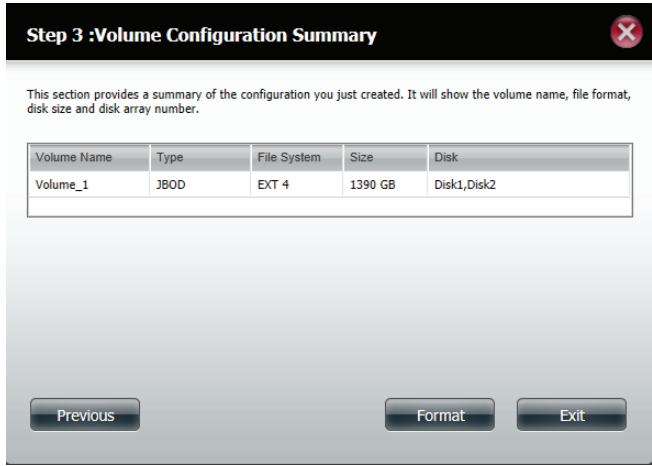 Step 3 :Volume Configuration Summary
This section provides a summary of the configuration you just created. It will show the volume name, file format,
disk size and disk array number.
Volume Name Type File System Size Disk
Volume_1 JBOD EXT 4 1390 GB Disk1,Disk2
Previous Format Exit